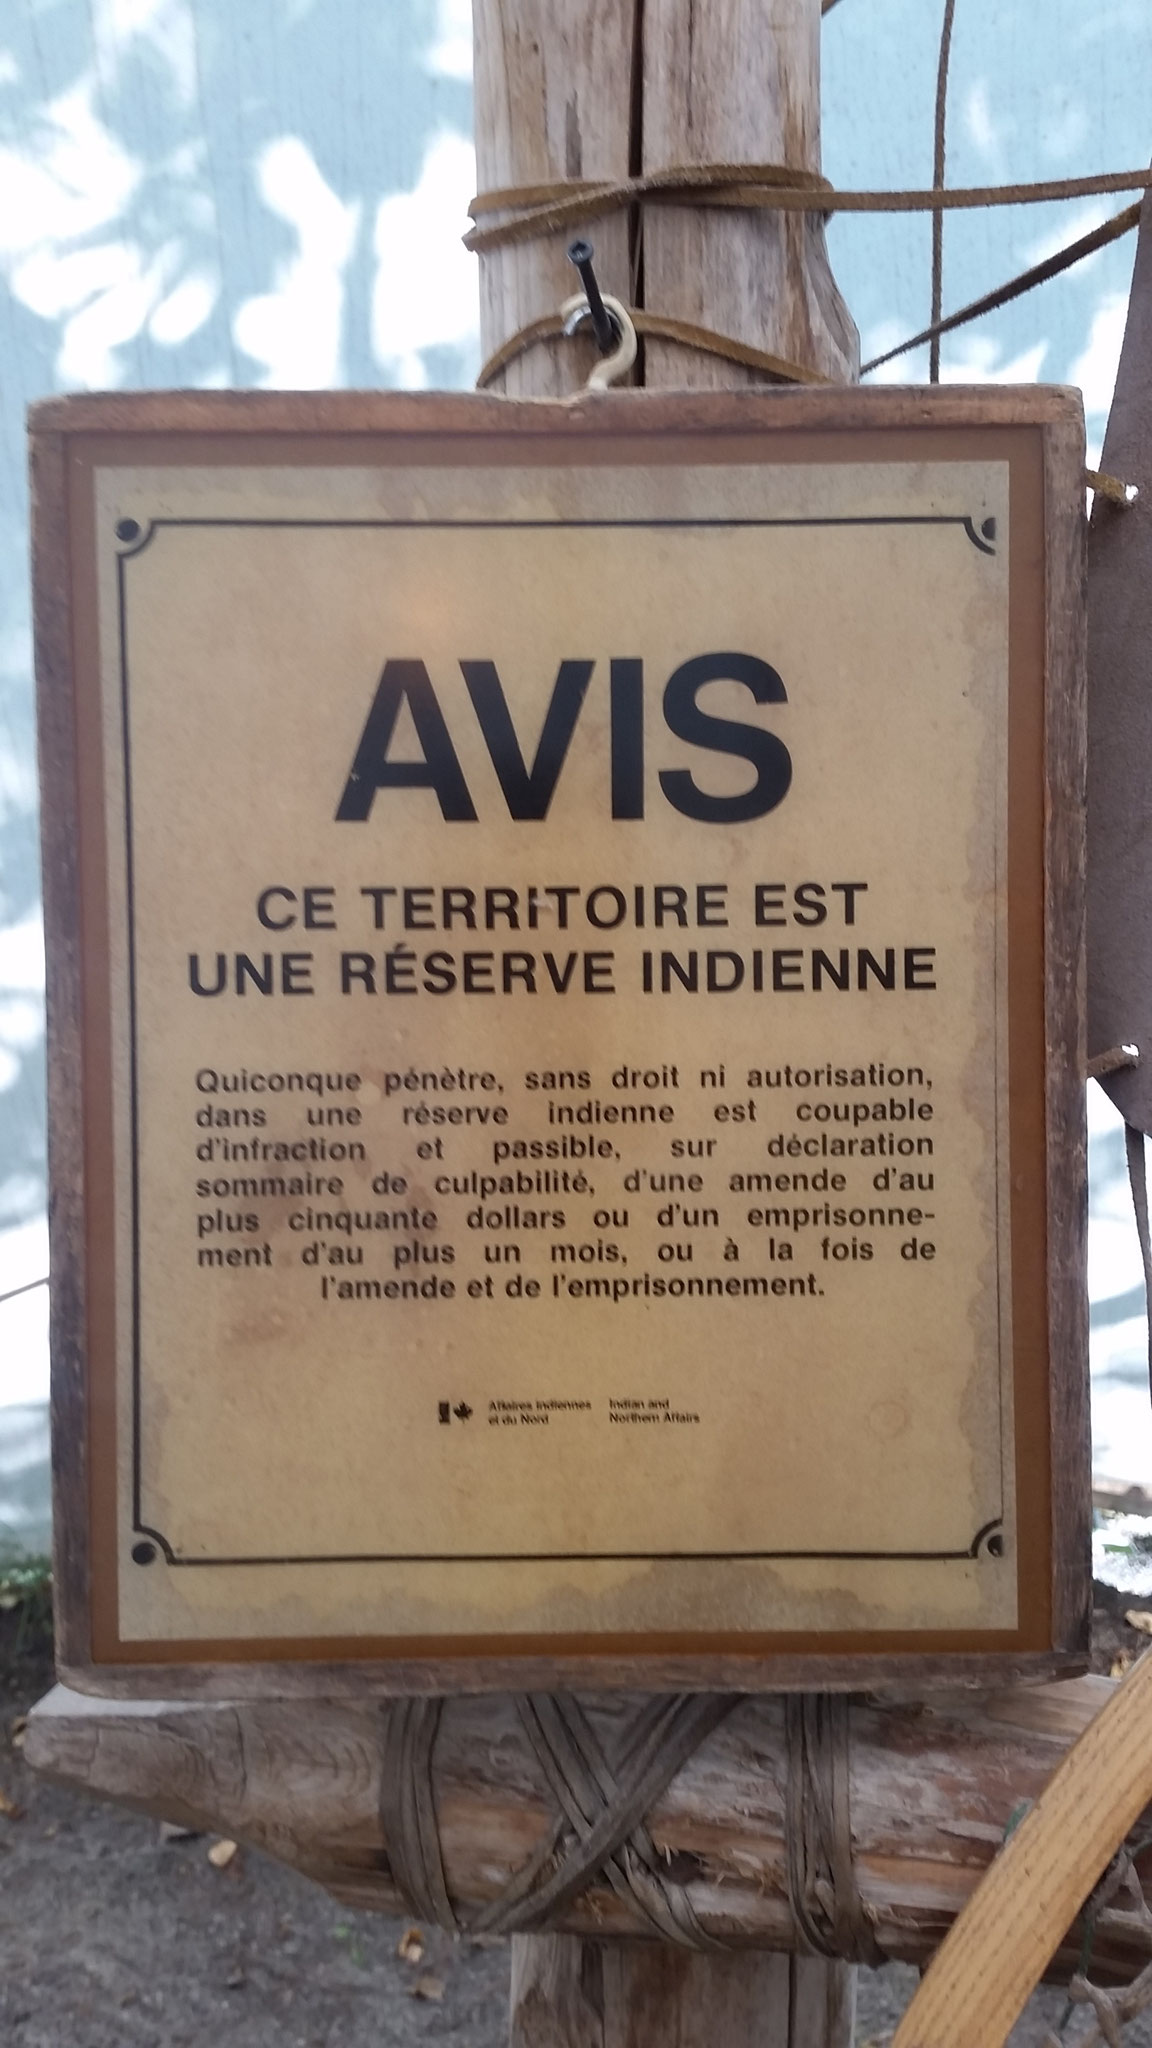 AVIS
CE TERRITOIRE EST
UNE RÉSERVE INDIENNE
Quiconque pénètre, sans droit ni autorisation,
dans une réserve indienne est coupable
d'infraction et passible, sur déclaration
sommaire de culpabilité, d'une amende d'au
plus cinquante dollars ou d'un emprisonne-
ment d'au plus un mois, ou à la fois de
l'amende et de l'emprisonnement.
Affaires indiennes
et du Nord
Indian and
Northern Affairs